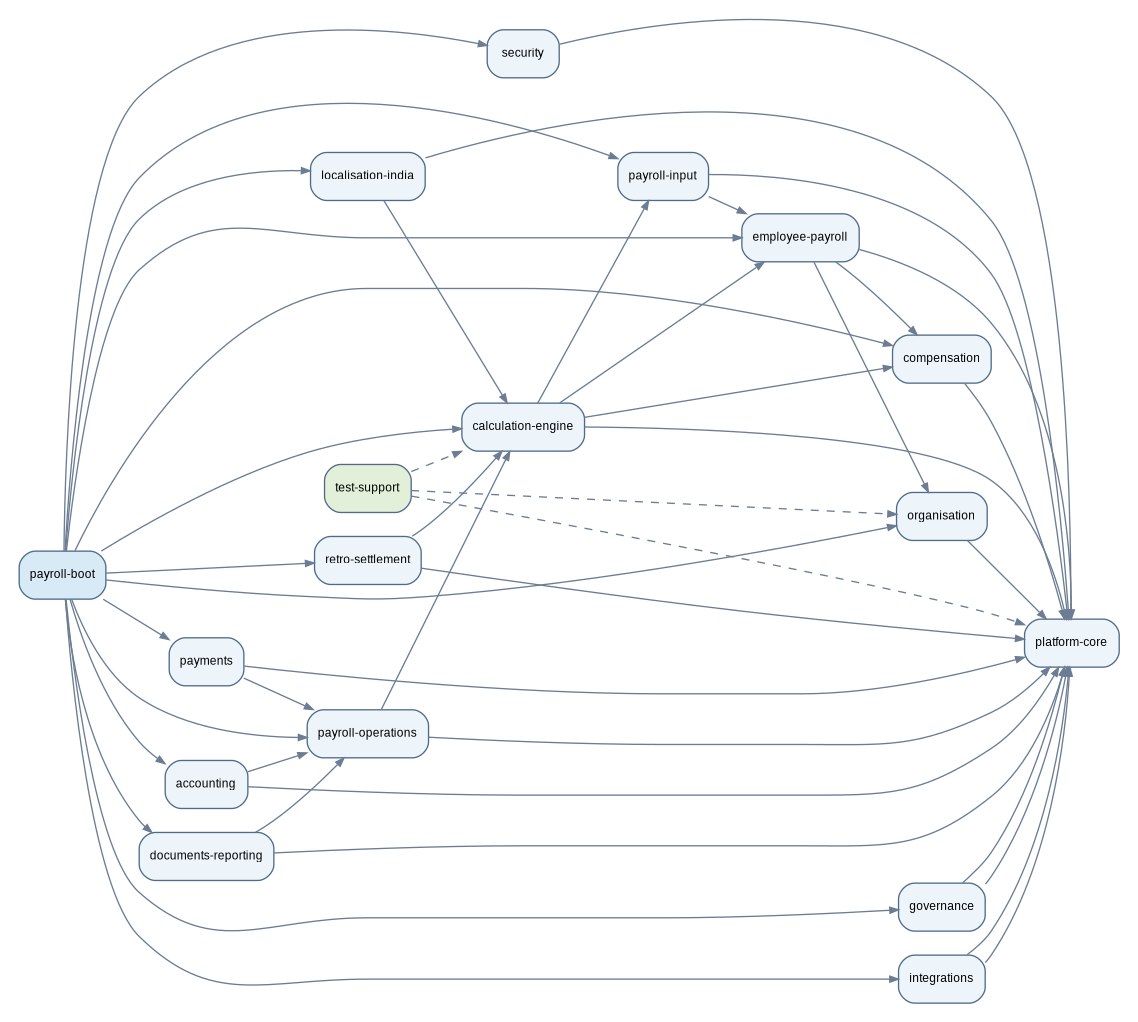 security
localisation-india
payroll-input
employee-payroll
compensation
calculation-engine
test-support
organisation
retro-settlement
payroll-boot
platform-core
payments
payroll-operations
accounting
documents-reporting
governance
integrations